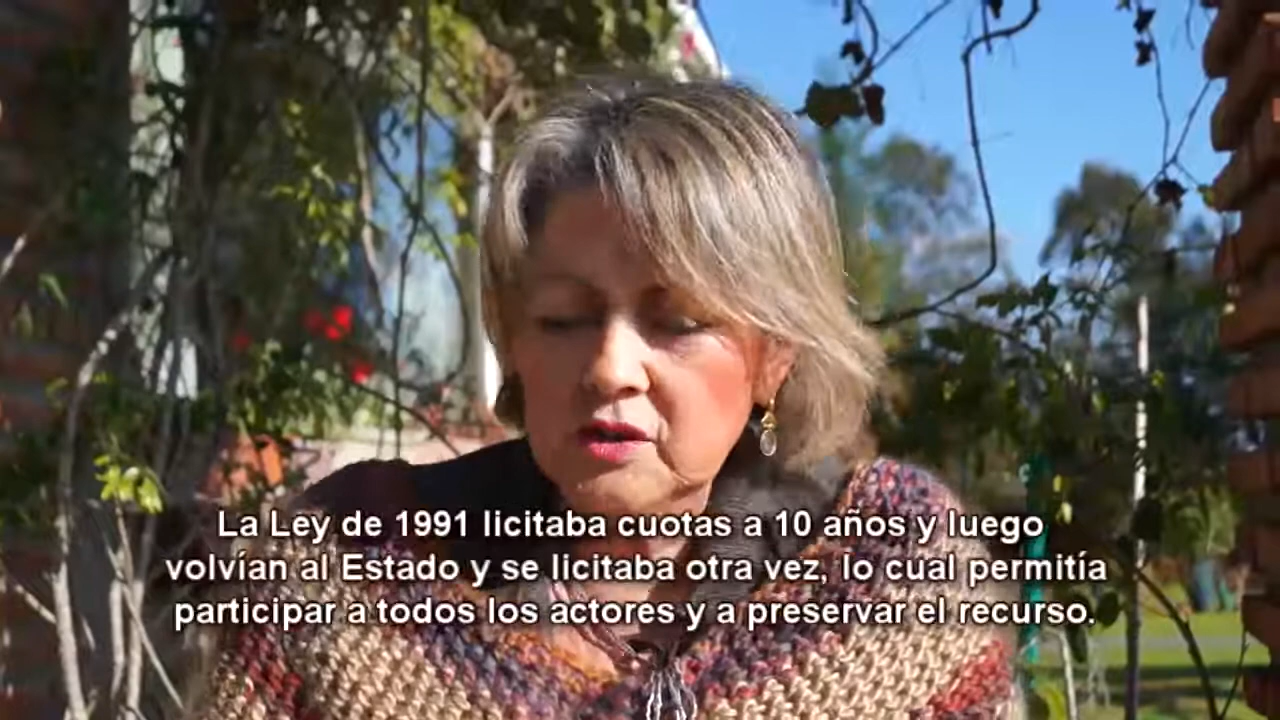 La Ley de 1991 licitaba cuotas a 10 años y luego
volvían al Estado y se licitaba otra vez, lo cual permitía
participar a todos los actores y a preservar el recurso.